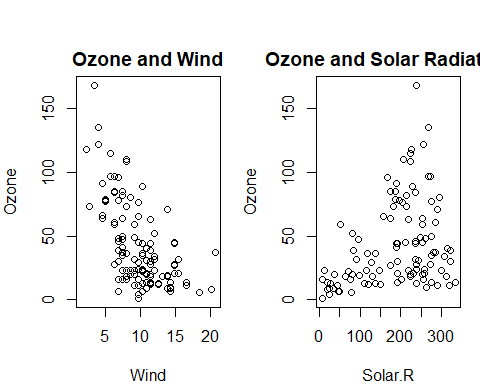 Ozone and Wind
Ozone
0 50 100 150
5 10 15 20
Wind
Ozone and Solar Radiat
Ozone
0 50 100 150
0 100 200 300
Solar.R